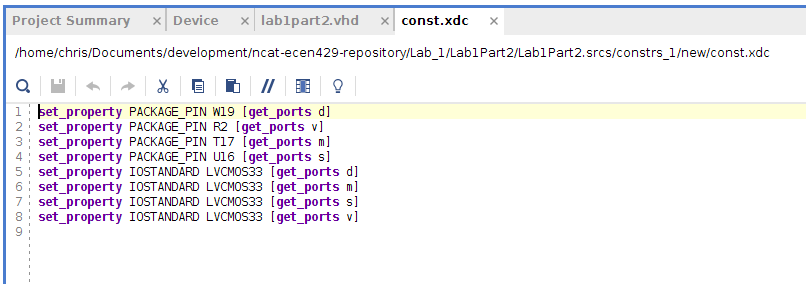 Project Summary × Device × lab1part2.vhd × const.xdc ×
/home/chris/Documents/development/ncat-ecen429-repository/Lab_1/Lab1Part2/Lab1Part2.srcs/constrs_1/new/const.xdc
1 set_property PACKAGE_PIN W19 [get_ports d]
2 set_property PACKAGE_PIN R2 [get_ports v]
3 set_property PACKAGE_PIN T17 [get_ports m]
4 set_property PACKAGE_PIN U16 [get_ports s]
5 set_property IOSTANDARD LVCMOS33 [get_ports d]
6 set_property IOSTANDARD LVCMOS33 [get_ports m]
7 set_property IOSTANDARD LVCMOS33 [get_ports s]
8 set_property IOSTANDARD LVCMOS33 [get_ports v]
9